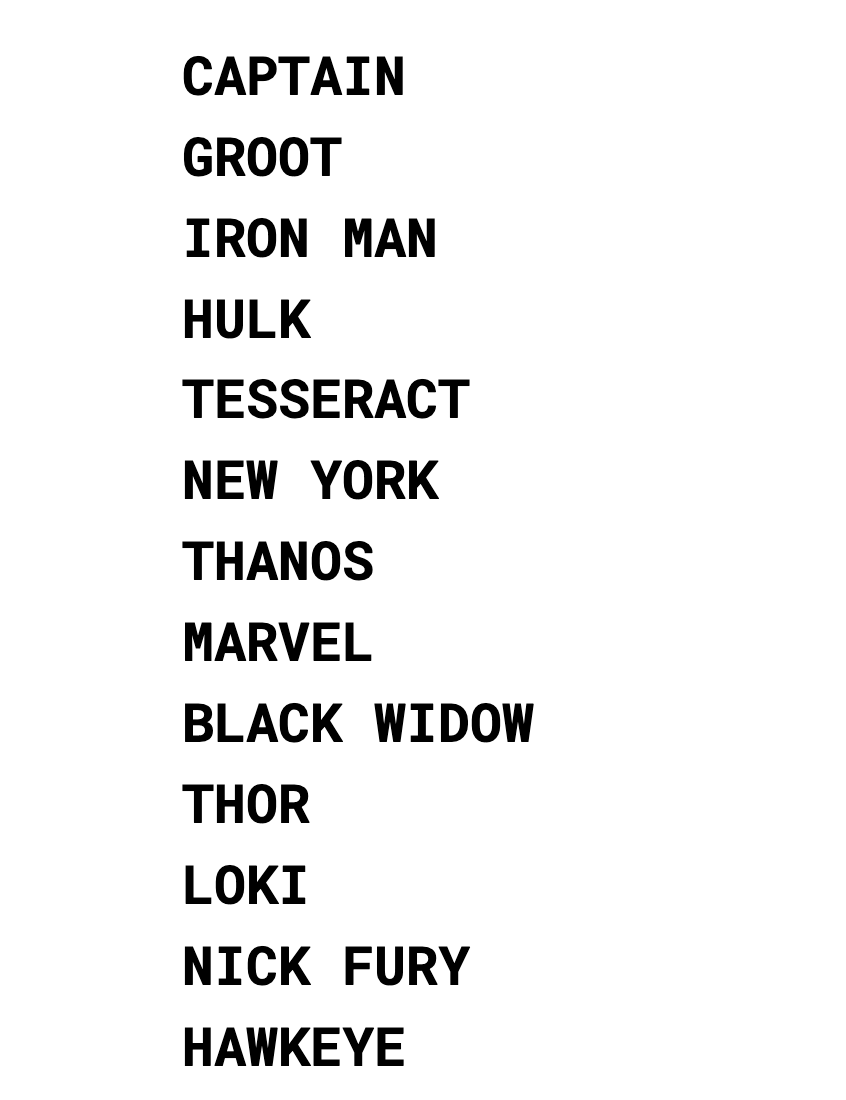 CAPTAIN
GROOT
IRON MAN
HULK
TESSERACT
NEW YORK
THANOS
MARVEL
BLACK WIDOW
THOR
LOKI
NICK FURY
HAWKEYE